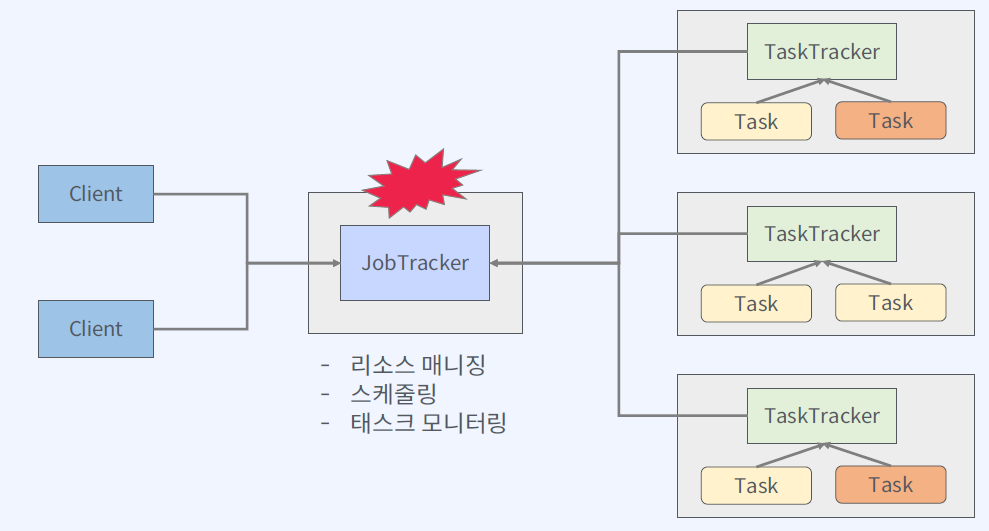 Client
Client
JobTracker
- 리소스 매니징
- 스케줄링
- 태스크 모니터링
TaskTracker
Task Task
TaskTracker
Task Task
TaskTracker
Task Task